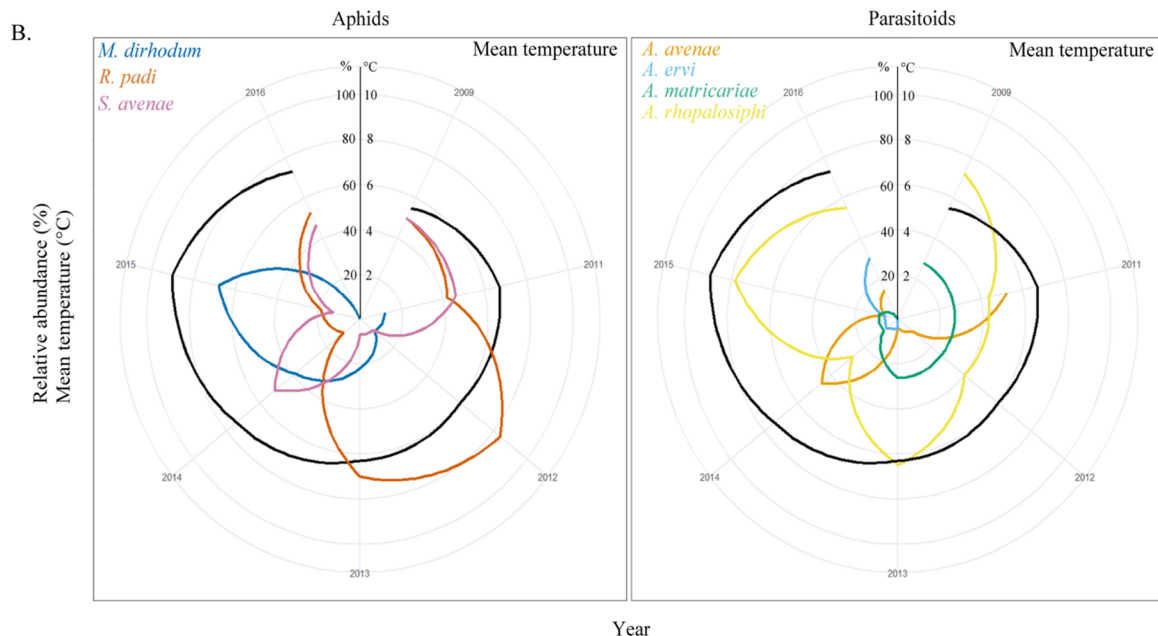 B.
Aphids
Parasitoids
M. dirhodum
R. padi
S. avenae
Mean temperature
% °C
100 10
80 8
60 6
40 4
20 2
2009
2011
2012
2013
2014
2015
2016
A. avenae
A. ervi
A. matricariae
A. rhopalosiphi
Mean temperature
% °C
100 10
80 8
60 6
40 4
20 2
2009
2011
2012
2013
2014
2015
2016
Relative abundance (%)
Mean temperature (°C)
Year